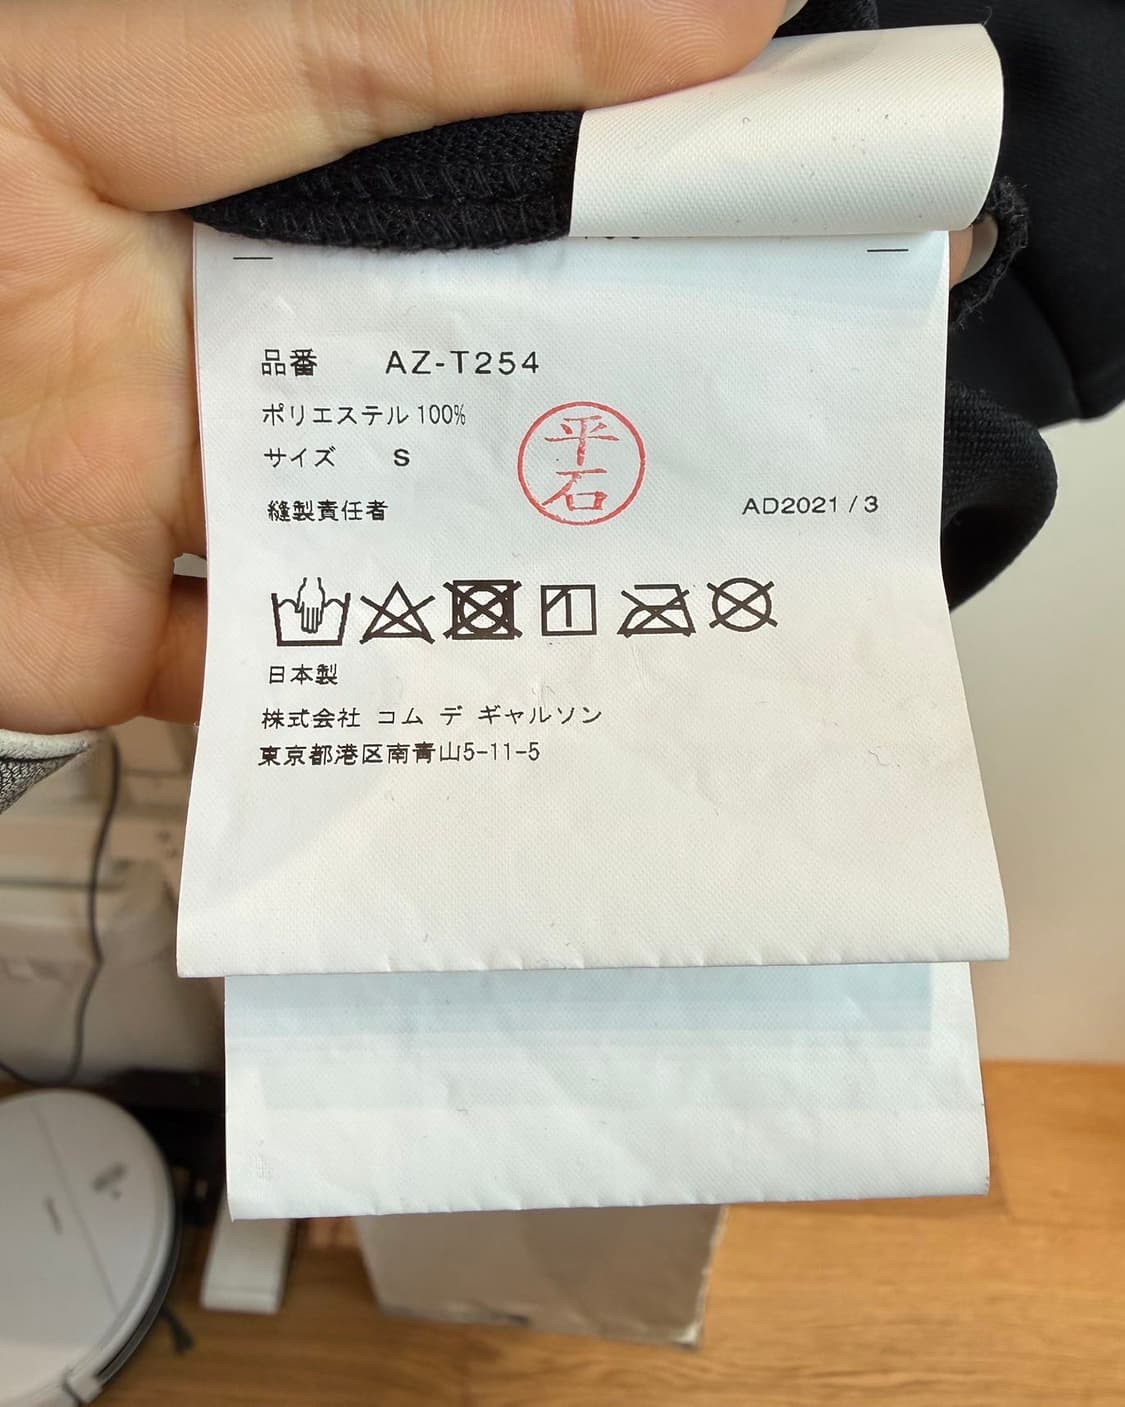 品番 AZ-T254
ポリエステル 100%
サイズ S
平石
縫製責任者 AD2021 / 3
日本製
株式会社 コム デ ギャルソン
東京都港区南青山5-11-5